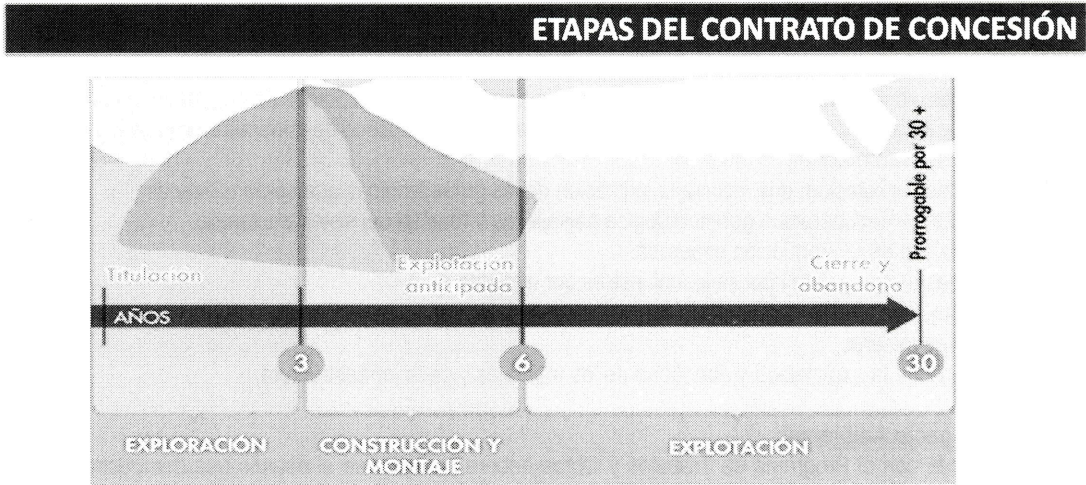 ETAPAS DEL CONTRATO DE CONCESIÓN
Prorrogable por 30 +
Titulación
Explotación
anticipada
Cierre y
abandono
AÑOS
3
6
30
EXPLORACIÓN
CONSTRUCCIÓN Y
MONTAJE
EXPLOTACIÓN